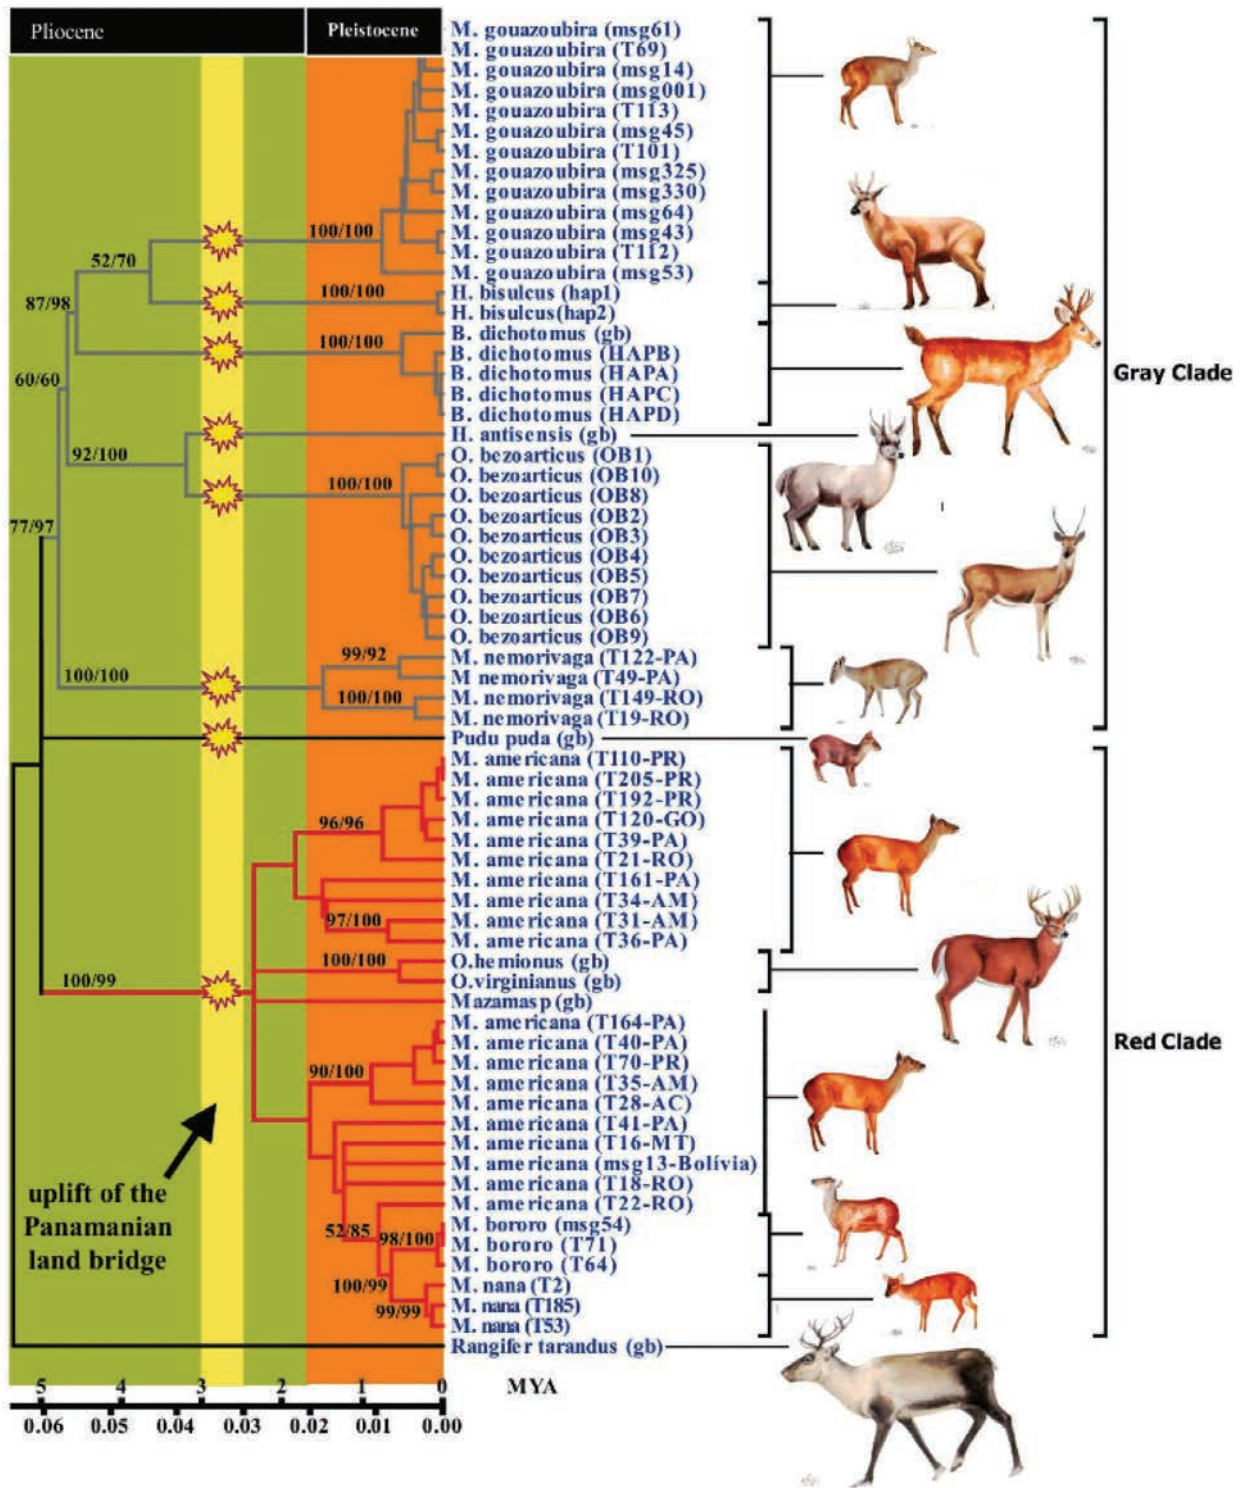 Pliocene
Pleistocene
M. gouazoubira (msg61)
M. gouazoubira (T69)
M. gouazoubira (msg14)
M. gouazoubira (msg001)
M. gouazoubira (T113)
M. gouazoubira (msg45)
M. gouazoubira (T101)
M. gouazoubira (msg325)
M. gouazoubira (msg330)
M. gouazoubira (msg64)
M. gouazoubira (msg43)
M. gouazoubira (T112)
M. gouazoubira (msg53)
H. bisulcus (hap1)
H. bisulcus(hap2)
B. dichotomus (gb)
B. dichotomus (HAPB)
B. dichotomus (HAPA)
B. dichotomus (HAPC)
B. dichotomus (HAPD)
H. antisensis (gb)
O. bezoarticus (OB1)
O. bezoarticus (OB10)
O. bezoarticus (OB8)
O. bezoarticus (OB2)
O. bezoarticus (OB3)
O. bezoarticus (OB4)
O. bezoarticus (OB5)
O. bezoarticus (OB7)
O. bezoarticus (OB6)
O. bezoarticus (OB9)
M. nemorivaga (T122-PA)
M nemorivaga (T49-PA)
M. nemorivaga (T149-RO)
M. nemorivaga (T19-RO)
Pudu puda (gb)
M. americana (T110-PR)
M. americana (T205-PR)
M. americana (T192-PR)
M. americana (T120-GO)
M. americana (T39-PA)
M. americana (T21-RO)
M. americana (T161-PA)
M. americana (T34-AM)
M. americana (T31-AM)
M. americana (T36-PA)
O.hemionus (gb)
O.virginianus (gb)
Mazamasp (gb)
M. americana (T164-PA)
M. americana (T40-PA)
M. americana (T70-PR)
M. americana (T35-AM)
M. americana (T28-AC)
M. americana (T41-PA)
M. americana (T16-MT)
M. americana (msg13-Bolívia)
M. americana (T18-RO)
M. americana (T22-RO)
M. bororo (msg54)
M. bororo (T71)
M. bororo (T64)
M. nana (T2)
M. nana (T185)
M. nana (T53)
Rangifer tarandus (gb)
100/100
52/70
100/100
87/98
100/100
60/60
92/100
100/100
77/97
99/92
100/100
100/100
96/96
97/100
100/100
100/99
90/100
52/85
98/100
100/99
99/99
uplift of the
Panamanian
land bridge
Gray Clade
Red Clade
5 4 3 2 1 0 MYA
0.06 0.05 0.04 0.03 0.02 0.01 0.00